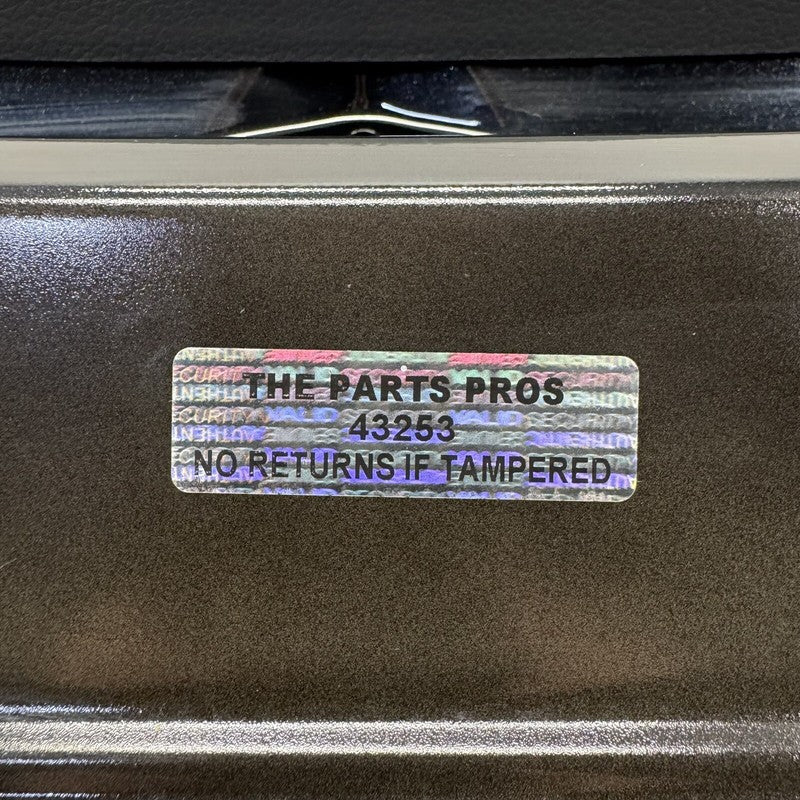 THE PARTS PROS
43253
NO RETURNS IF TAMPERED